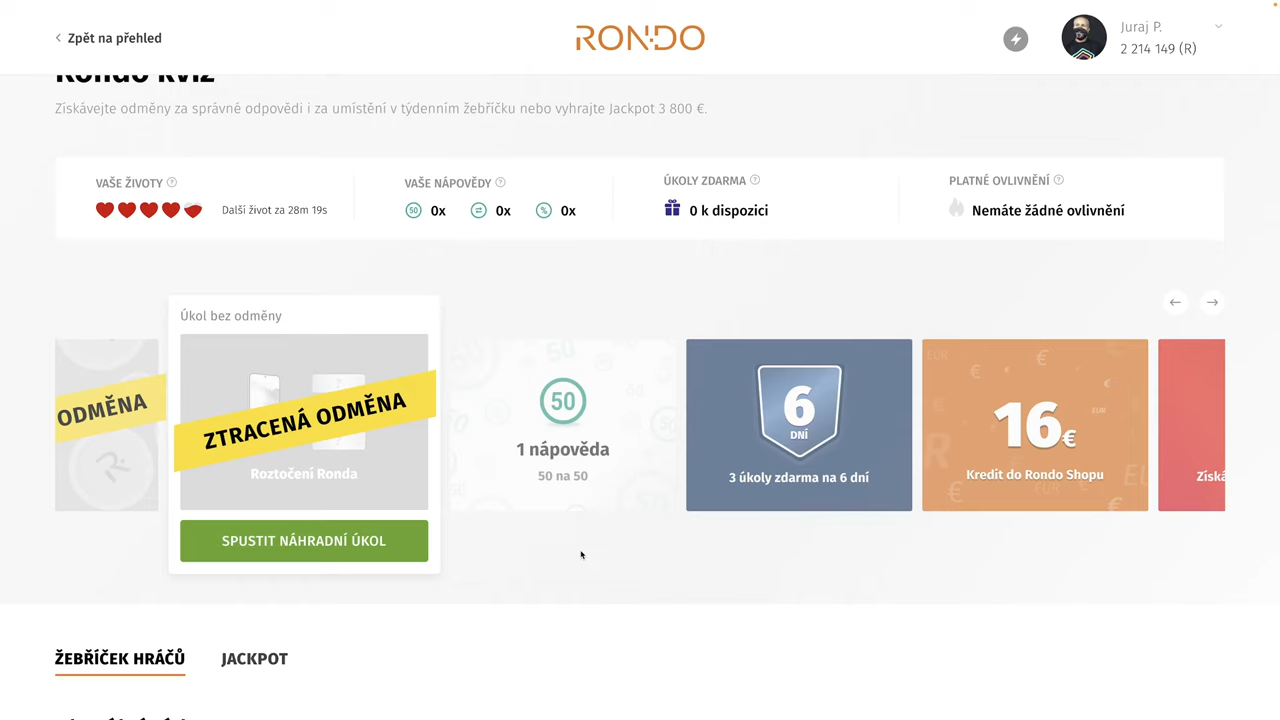 Zpět na přehled
RONDO
Juraj P.
2 214 149 (R)
Rondo kvíz
Získávejte odměny za správné odpovědi i za umístění v týdenním žebříčku nebo vyhrajte Jackpot 3 800 €.
VAŠE ŽIVOTY
Další život za 28m 19s
VAŠE NÁPOVĚDY
50 0x
0x
% 0x
ÚKOLY ZDARMA
0 k dispozici
PLATNÉ OVLIVNĚNÍ
Nemáte žádné ovlivnění
ODMĚNA
Úkol bez odměny
ZTRACENÁ ODMĚNA
Roztočení Ronda
SPUSTIT NÁHRADNÍ ÚKOL
50
1 nápověda
50 na 50
6
DNÍ
3 úkoly zdarma na 6 dní
16€
Kredit do Rondo Shopu
ŽEBŘÍČEK HRÁČŮ
JACKPOT